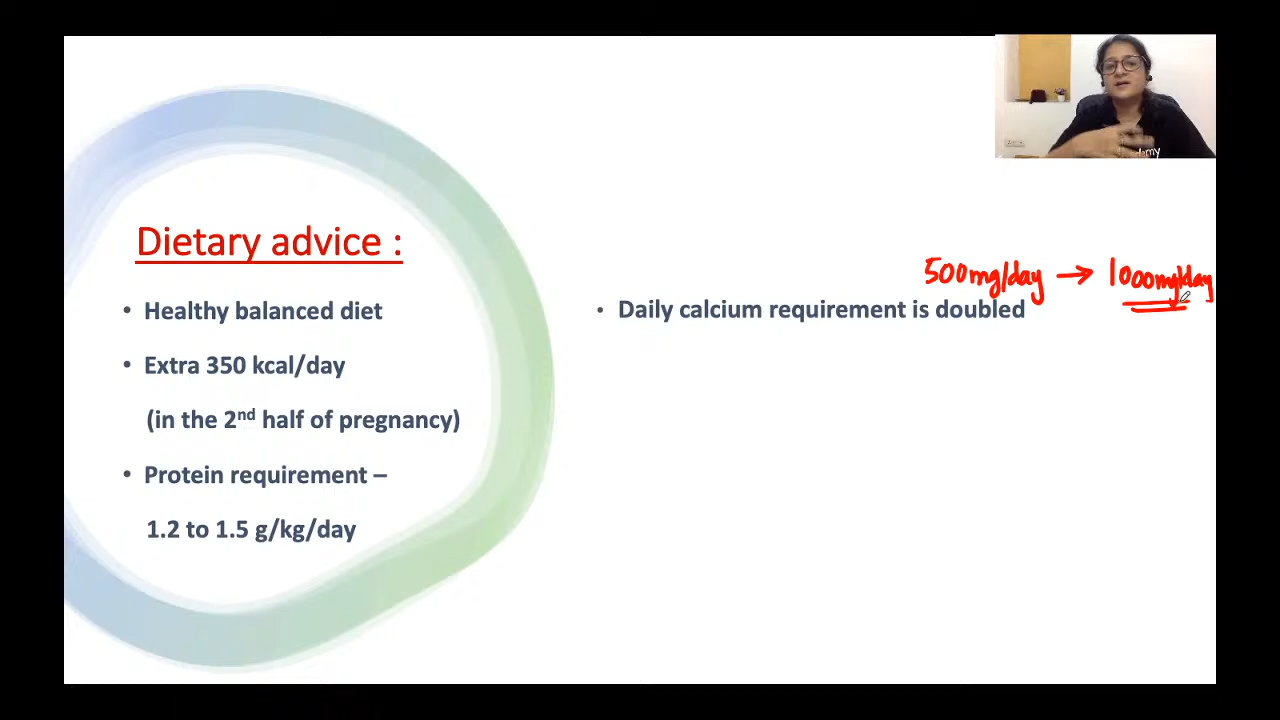 Dietary advice :
• Healthy balanced diet
• Extra 350 kcal/day
(in the 2nd half of pregnancy)
• Protein requirement –
1.2 to 1.5 g/kg/day
500mg/day → 1000mg/day
• Daily calcium requirement is doubled